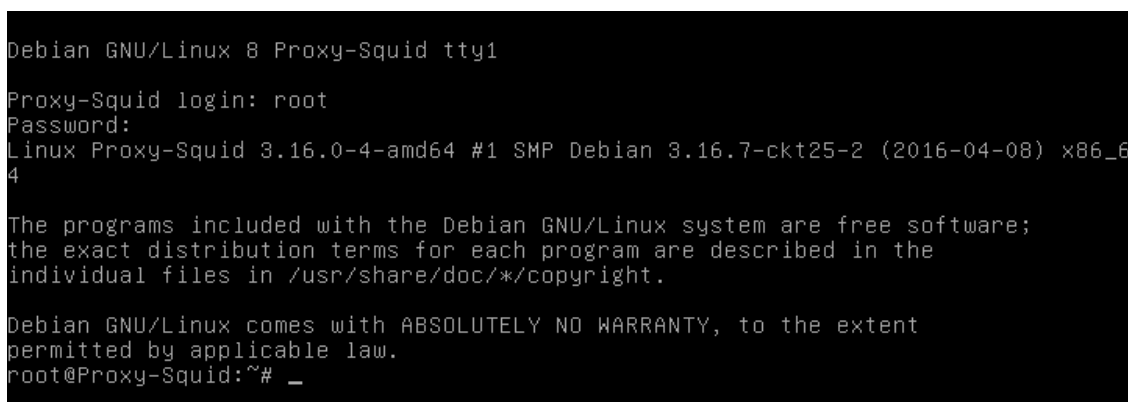 Debian GNU/Linux 8 Proxy-Squid tty1
Proxy-Squid login: root
Password:
Linux Proxy-Squid 3.16.0-4-amd64 #1 SMP Debian 3.16.7-ckt25-2 (2016-04-08) x86_6
4
The programs included with the Debian GNU/Linux system are free software;
the exact distribution terms for each program are described in the
individual files in /usr/share/doc/*/copyright.
Debian GNU/Linux comes with ABSOLUTELY NO WARRANTY, to the extent
permitted by applicable law.
root@Proxy-Squid:~# _